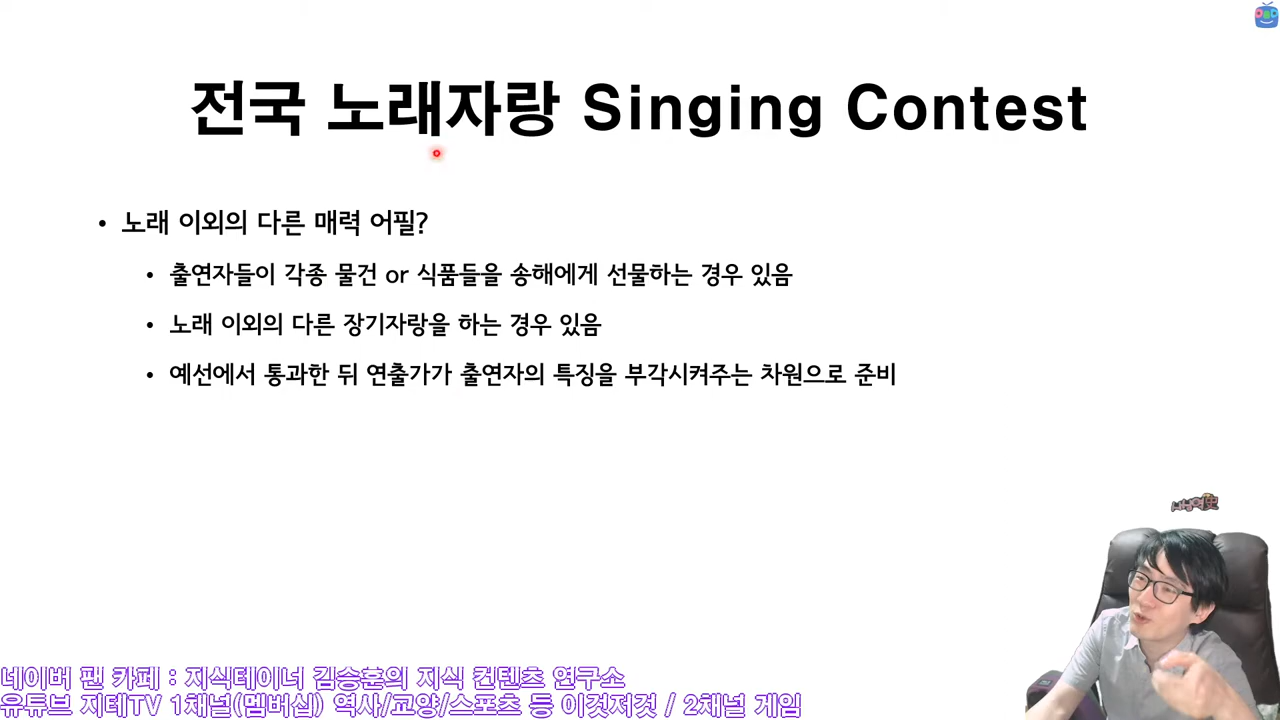 전국 노래자랑 Singing Contest
• 노래 이외의 다른 매력 어필?
• 출연자들이 각종 물건 or 식품들을 송해에게 선물하는 경우 있음
• 노래 이외의 다른 장기자랑을 하는 경우 있음
• 예선에서 통과한 뒤 연출가가 출연자의 특징을 부각시켜주는 차원으로 준비
네이버 팬 카페 : 지식테이너 김승훈의 지식 컨텐츠 연구소
유튜브 지테TV 1채널(멤버십) 역사/교양/스포츠 등 이것저것 / 2채널 게임